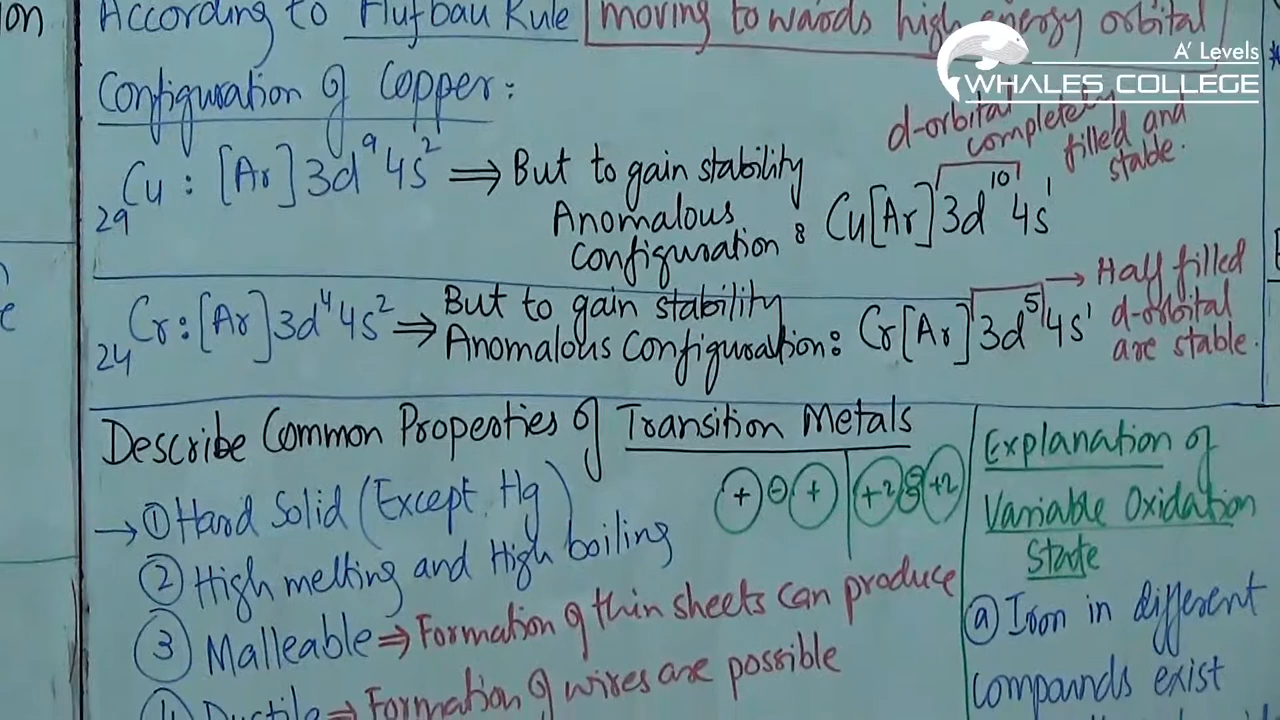 on
According to Aufbau Rule moving towards high energy orbital
A' Levels
WHALES COLLEGE
Configuration of Copper:
d-orbital completely filled and stable.
29Cu : [Ar] 3d⁹ 4s² ⟹ But to gain stability
Anomalous configuration : Cu[Ar] 3d¹⁰ 4s¹
24Cr : [Ar] 3d⁴ 4s² ⟹ But to gain stability
Anomalous Configuration: Cr[Ar] 3d⁵ 4s¹
→ Half filled
d-orbital
are stable.
Describe Common Properties of Transition Metals
+ - + +2 +2
→ ① Hard Solid (Except Hg)
② High melting and High boiling
③ Malleable ⇒ Formation of thin sheets can produce
④ Ductile ⇒ Formation of wires are possible
Explanation of
Variable Oxidation
State
ⓐ Iron in different
compounds exist